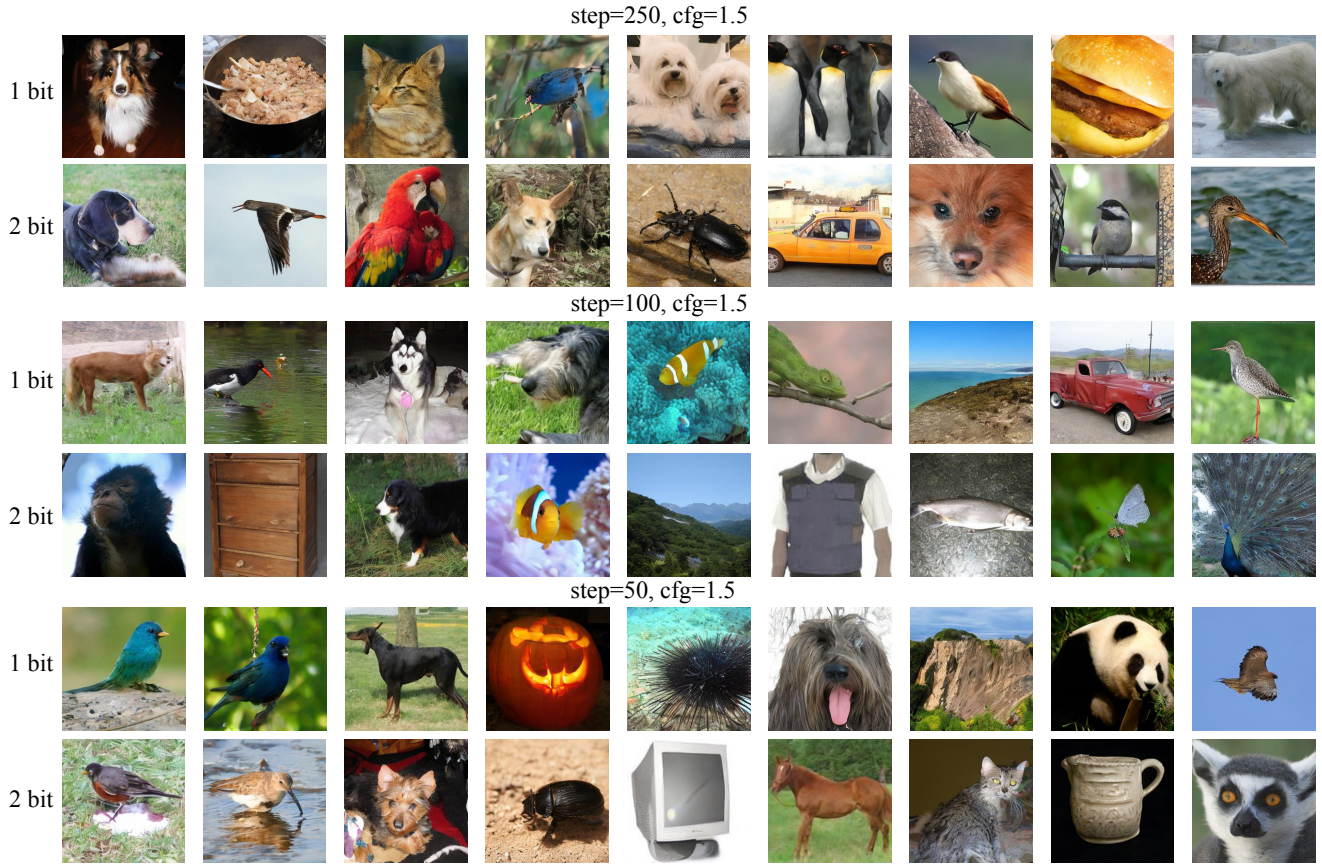 step=250, cfg=1.5
1 bit
2 bit
step=100, cfg=1.5
1 bit
2 bit
step=50, cfg=1.5
1 bit
2 bit